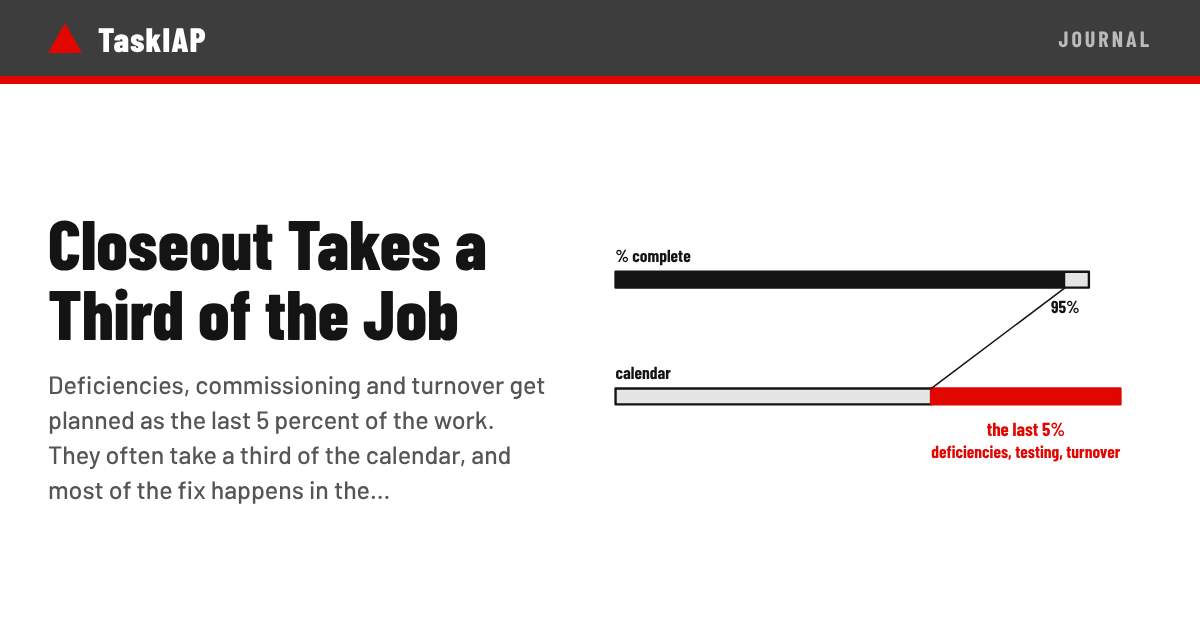 TaskIAP
JOURNAL
Closeout Takes a
Third of the Job
Deficiencies, commissioning and turnover get
planned as the last 5 percent of the work.
They often take a third of the calendar, and
most of the fix happens in the...
% complete
95%
calendar
the last 5%
deficiencies, testing, turnover